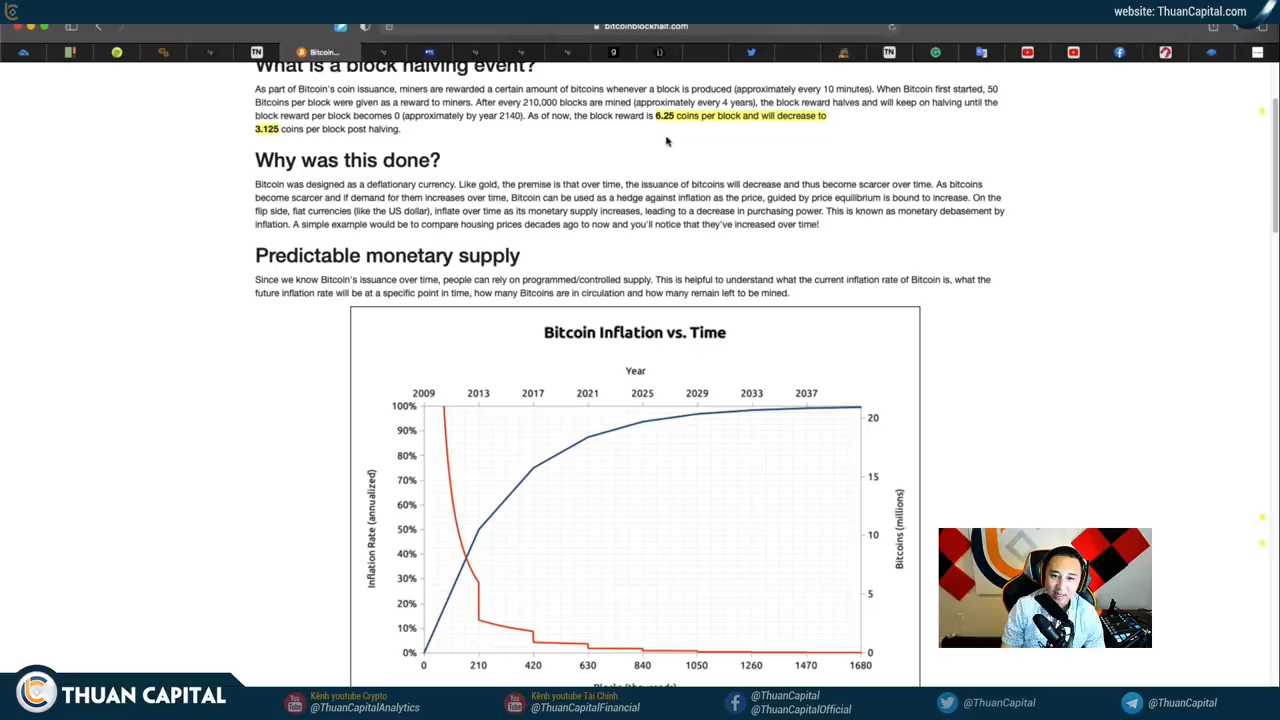 website: ThuanCapital.com
bitcoinblockhalf.com
TN
Bitcoin...
TN
What is a block halving event?
As part of Bitcoin's coin issuance, miners are rewarded a certain amount of bitcoins whenever a block is produced (approximately every 10 minutes). When Bitcoin first started, 50
Bitcoins per block were given as a reward to miners. After every 210,000 blocks are mined (approximately every 4 years), the block reward halves and will keep on halving until the
block reward per block becomes 0 (approximately by year 2140). As of now, the block reward is 6.25 coins per block and will decrease to
3.125 coins per block post halving.
Why was this done?
Bitcoin was designed as a deflationary currency. Like gold, the premise is that over time, the issuance of bitcoins will decrease and thus become scarcer over time. As bitcoins
become scarcer and if demand for them increases over time, Bitcoin can be used as a hedge against inflation as the price, guided by price equilibrium is bound to increase. On the
flip side, fiat currencies (like the US dollar), inflate over time as its monetary supply increases, leading to a decrease in purchasing power. This is known as monetary debasement by
inflation. A simple example would be to compare housing prices decades ago to now and you'll notice that they've increased over time!
Predictable monetary supply
Since we know Bitcoin's issuance over time, people can rely on programmed/controlled supply. This is helpful to understand what the current inflation rate of Bitcoin is, what the
future inflation rate will be at a specific point in time, how many Bitcoins are in circulation and how many remain left to be mined.
Bitcoin Inflation vs. Time
Year
2009 2013 2017 2021 2025 2029 2033 2037
100%
90%
80%
70%
60%
50%
40%
30%
20%
10%
0%
Inflation Rate (annualized)
20
15
10
5
0
Bitcoins (millions)
0 210 420 630 840 1050 1260 1470 1680
Blocks (thousands)
THUAN CAPITAL
Kênh youtube Crypto
@ThuanCapitalAnalytics
Kênh youtube Tài Chính
@ThuanCapitalFinancial
@ThuanCapital
@ThuanCapitalOfficial
@ThuanCapital
@ThuanCapital